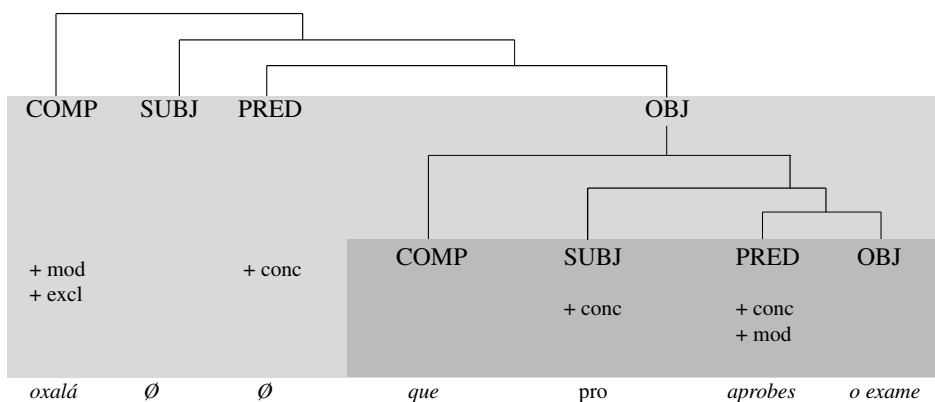 COMP SUBJ PRED OBJ
COMP SUBJ PRED OBJ
+ mod + conc
+ excl
+ conc + conc
+ mod
oxalá Ø Ø que pro aprobes o exame